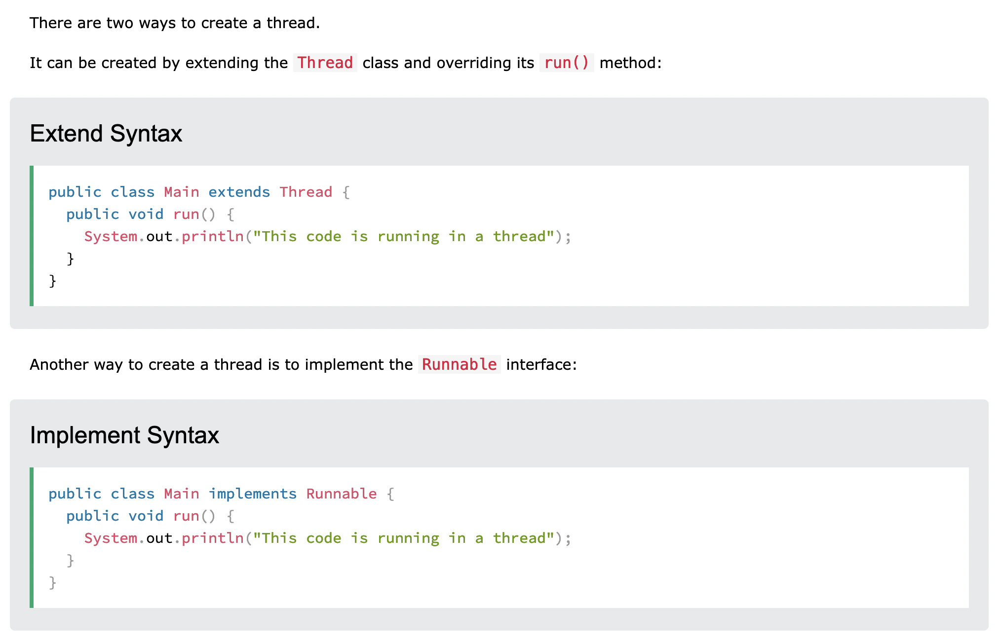 There are two ways to create a thread.
It can be created by extending the Thread class and overriding its run() method:
Extend Syntax
public class Main extends Thread {
  public void run() {
    System.out.println("This code is running in a thread");
  }
}
Another way to create a thread is to implement the Runnable interface:
Implement Syntax
public class Main implements Runnable {
  public void run() {
    System.out.println("This code is running in a thread");
  }
}